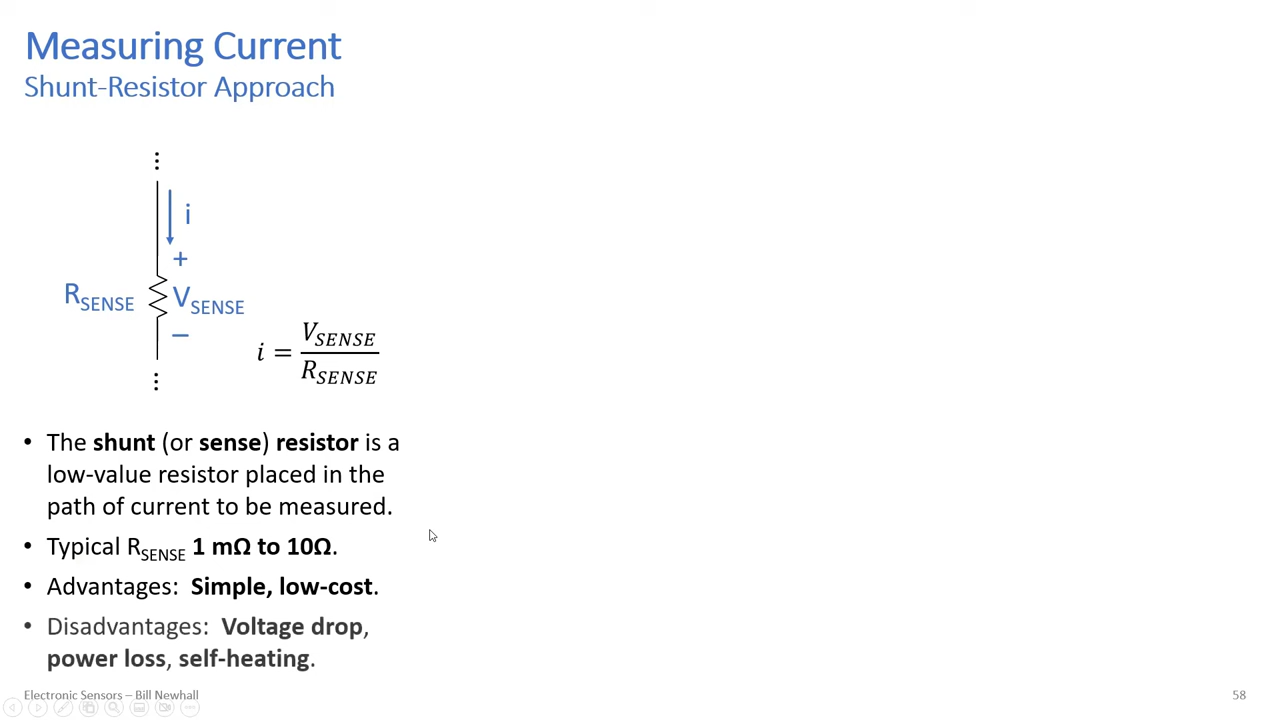 Measuring Current
Shunt-Resistor Approach
⋮
i
+
R_SENSE
V_SENSE
−
i = V_SENSE / R_SENSE
⋮
• The shunt (or sense) resistor is a
low-value resistor placed in the
path of current to be measured.
• Typical R_SENSE 1 mΩ to 10Ω.
• Advantages: Simple, low-cost.
• Disadvantages: Voltage drop,
power loss, self-heating.
Electronic Sensors – Bill Newhall
58